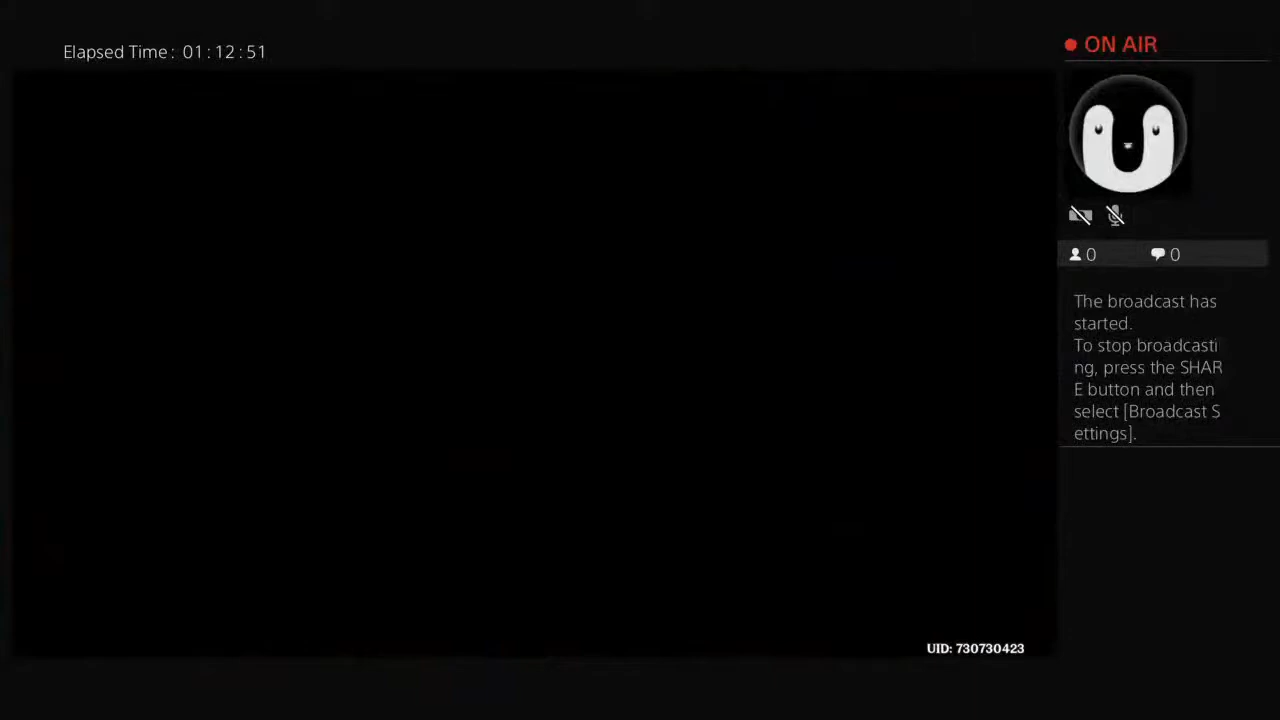 Elapsed Time: 01:12:51
ON AIR
0 0
The broadcast has
started.
To stop broadcasti
ng, press the SHAR
E button and then
select [Broadcast S
ettings].
UID: 730730423